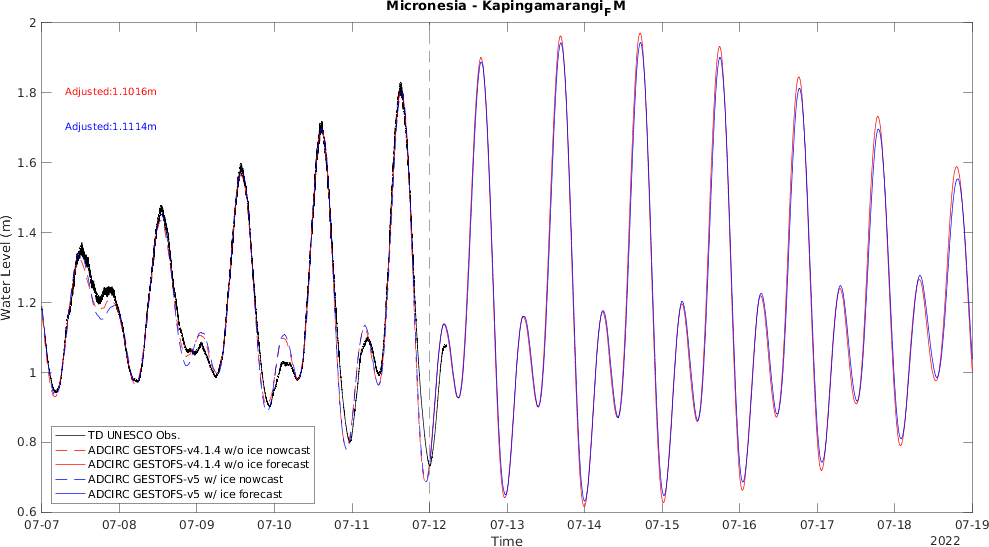 Micronesia - Kapingamarangi_FM
2
1.8
1.6
1.4
1.2
1
0.8
0.6
Water Level (m)
Adjusted:1.1016m
Adjusted:1.1114m
TD UNESCO Obs.
ADCIRC GESTOFS-v4.1.4 w/o ice nowcast
ADCIRC GESTOFS-v4.1.4 w/o ice forecast
ADCIRC GESTOFS-v5 w/ ice nowcast
ADCIRC GESTOFS-v5 w/ ice forecast
07-07 07-08 07-09 07-10 07-11 07-12 07-13 07-14 07-15 07-16 07-17 07-18 07-19
Time
2022